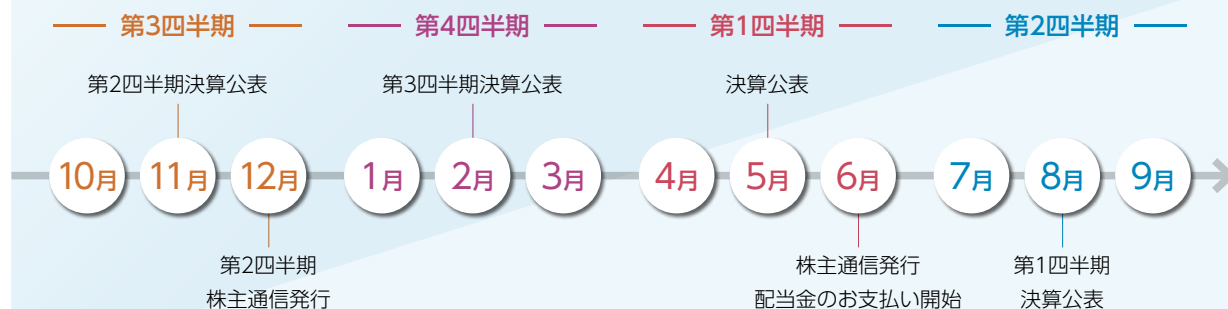 第3四半期
第4四半期
第1四半期
第2四半期
第2四半期決算公表
第3四半期決算公表
決算公表
10月
11月
12月
1月
2月
3月
4月
5月
6月
7月
8月
9月
第2四半期
株主通信発行
株主通信発行
配当金のお支払い開始
第1四半期
決算公表